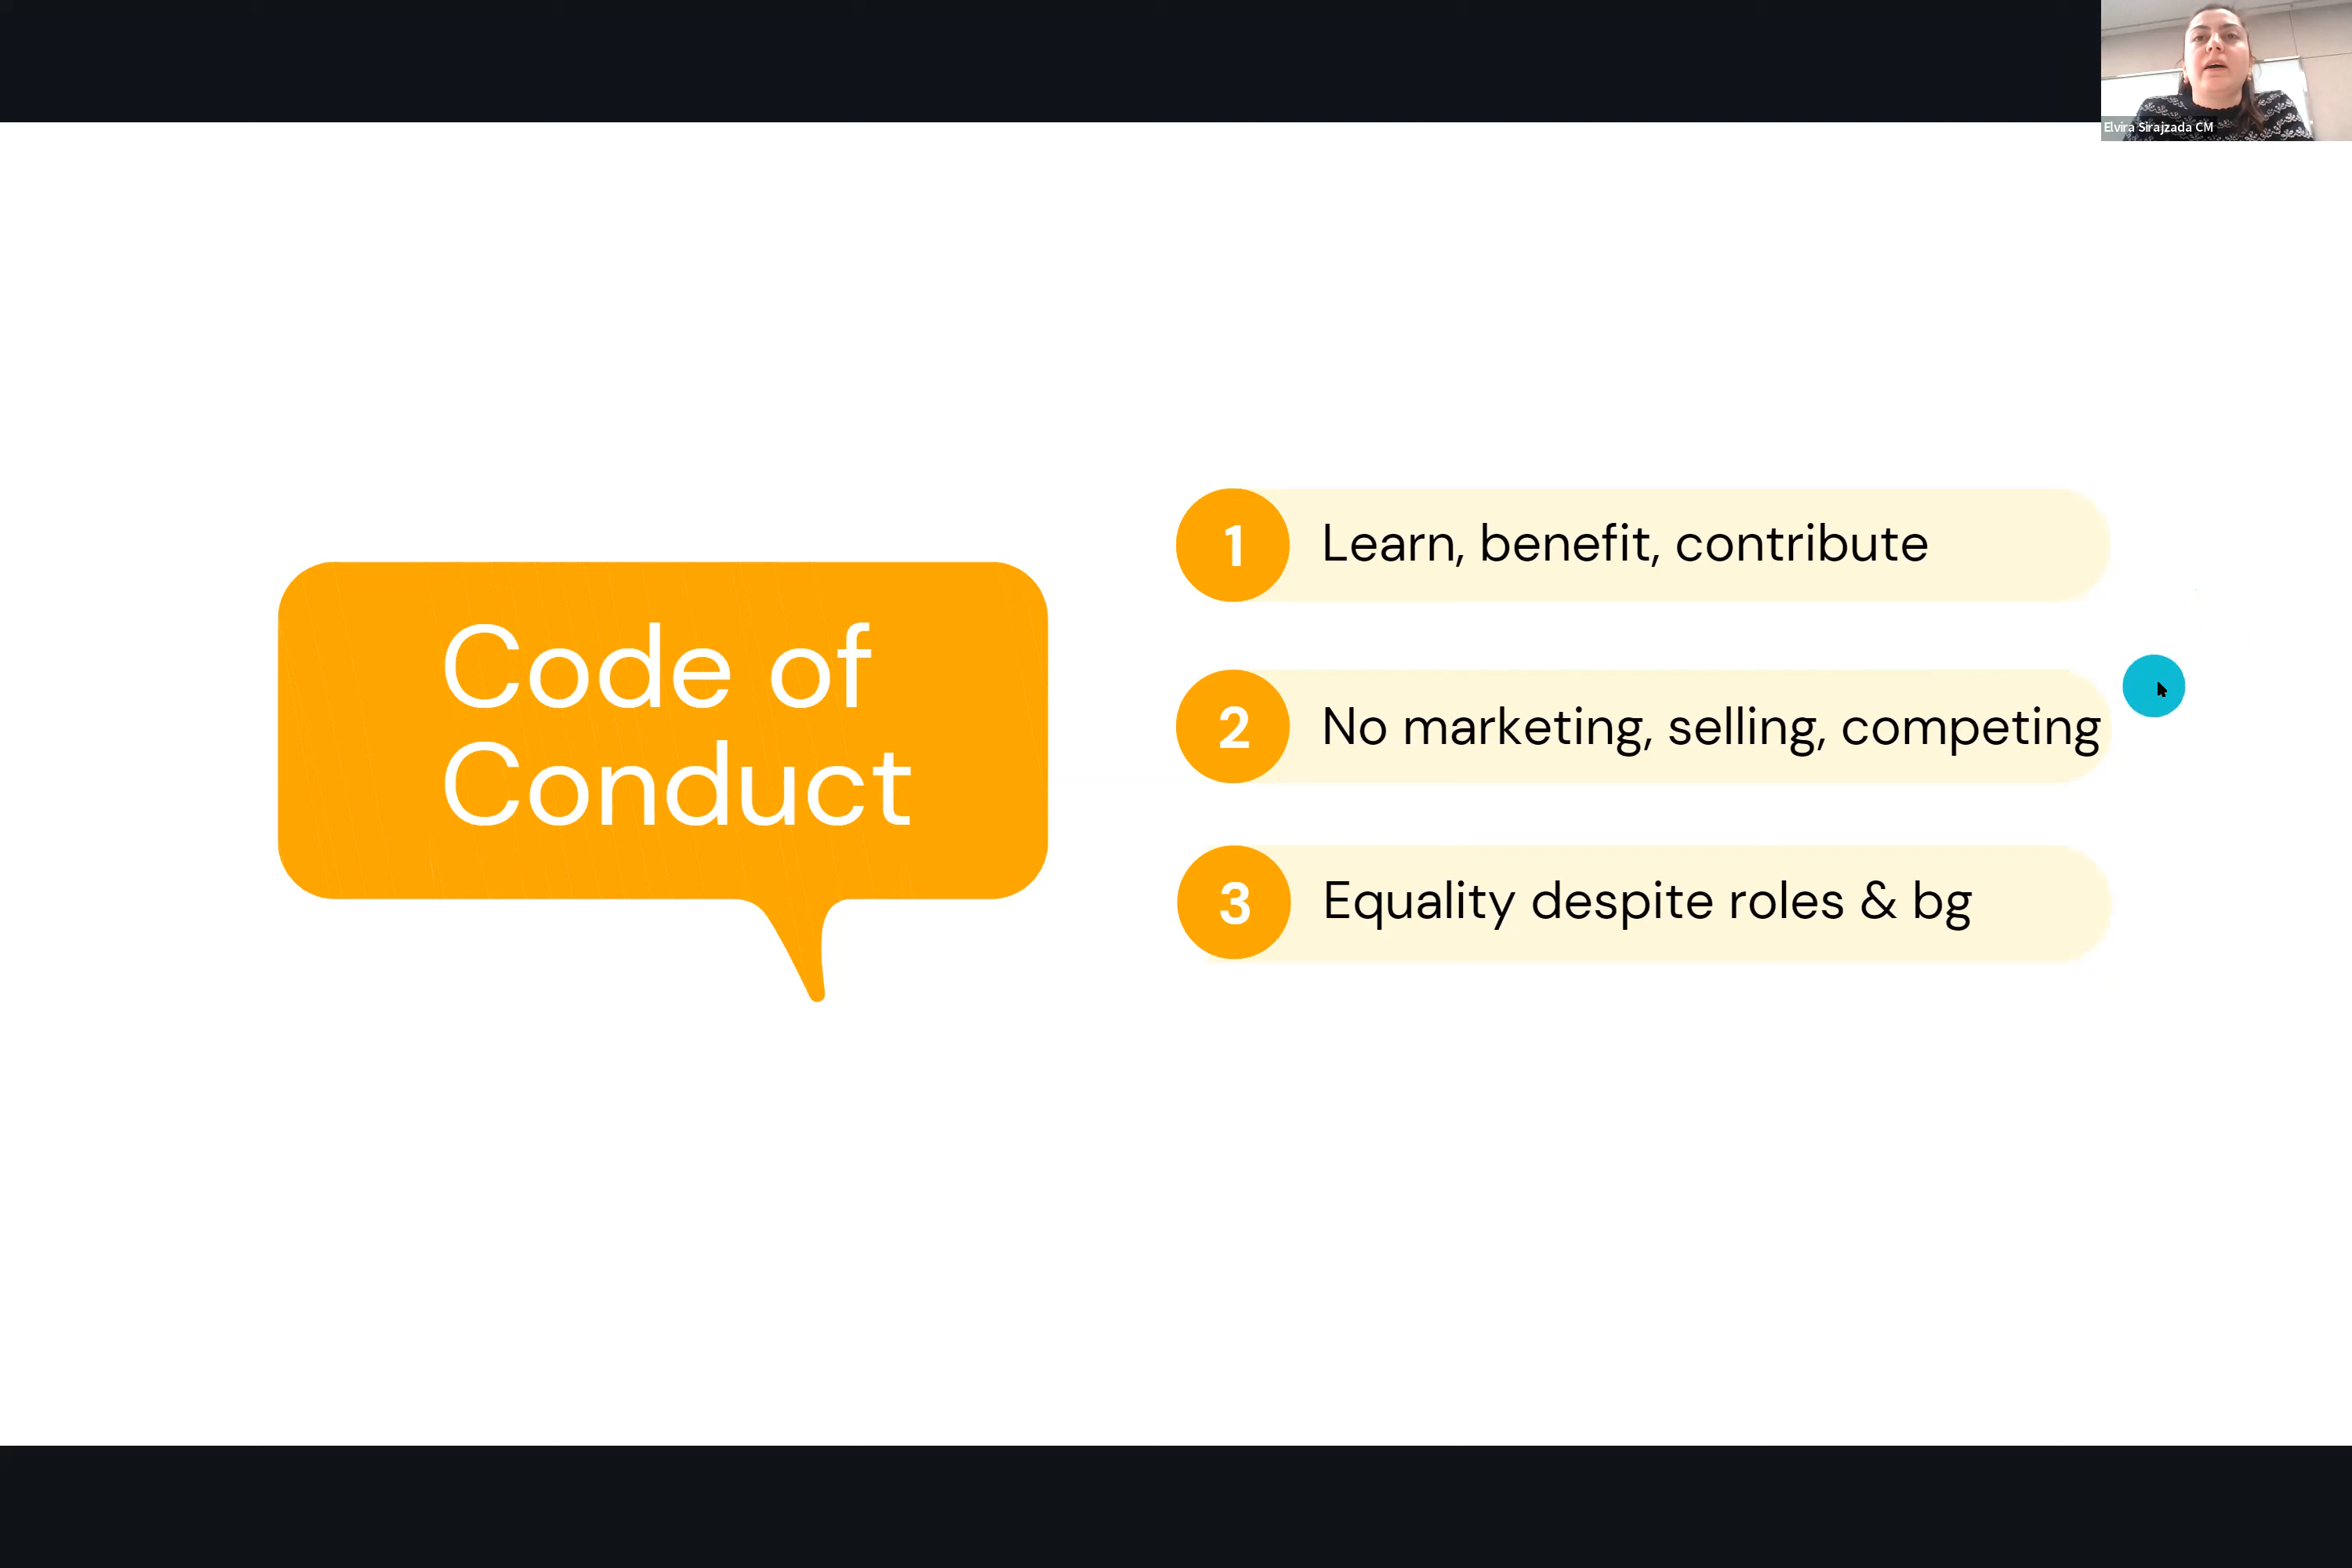 Elvira Sirajzada CM
Code of
Conduct
1 Learn, benefit, contribute
2 No marketing, selling, competing
3 Equality despite roles & bg